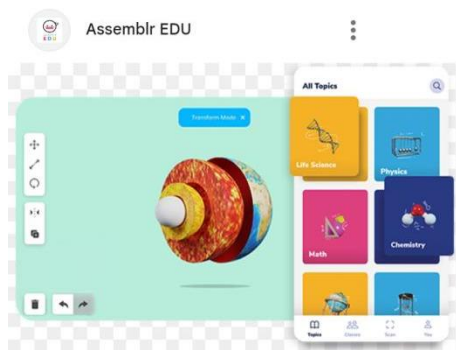 Assemblr EDU
All Topics
Transform Mode ×
Life Science
Physics
Math
Chemistry
Topics
Classes
Scan
You